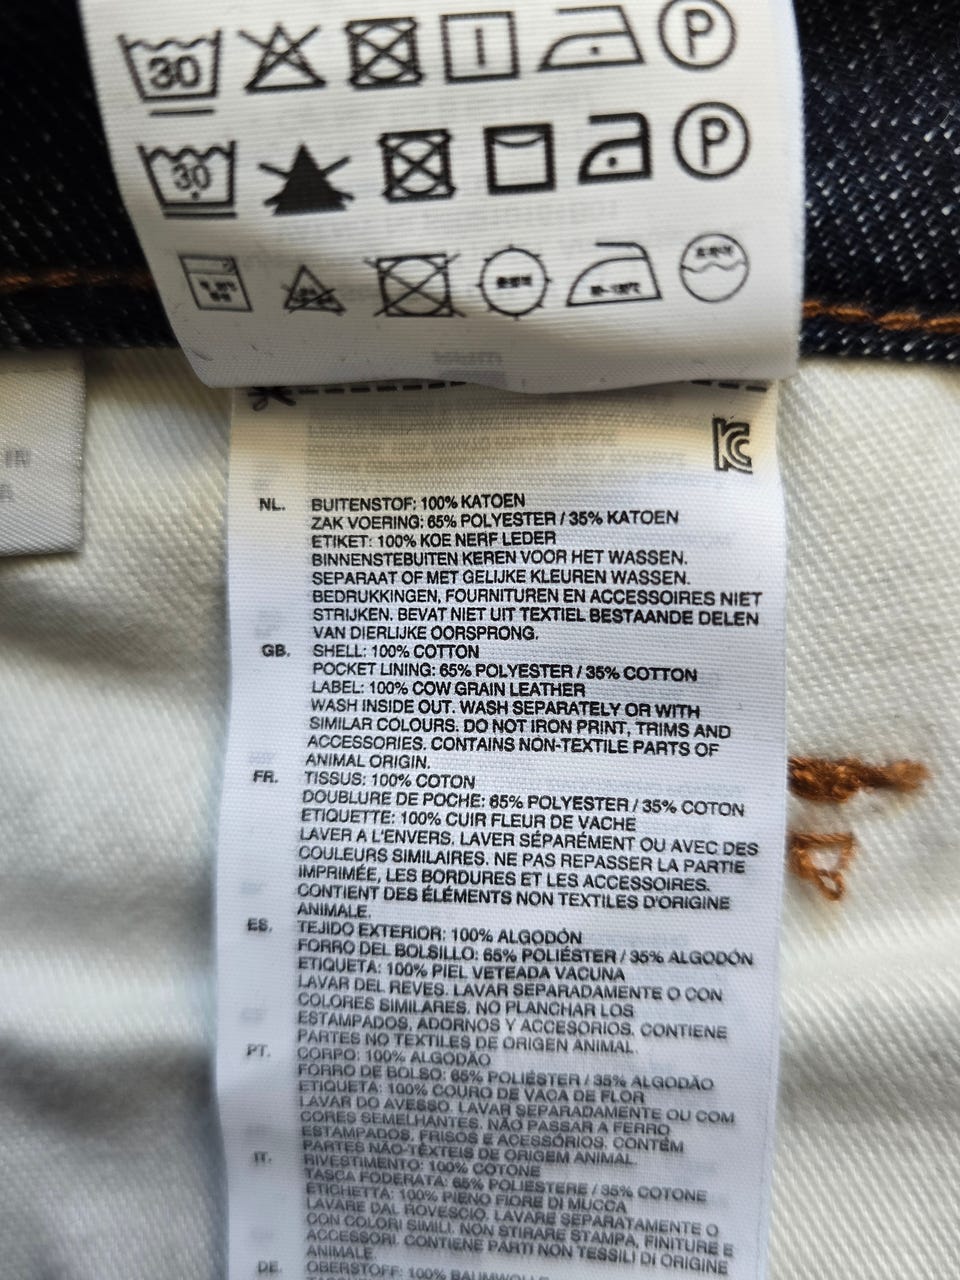 30
P
30
P
IN
KC
NL. BUITENSTOF: 100% KATOEN
ZAK VOERING: 65% POLYESTER / 35% KATOEN
ETIKET: 100% KOE NERF LEDER
BINNENSTEBUITEN KEREN VOOR HET WASSEN.
SEPARAAT OF MET GELIJKE KLEUREN WASSEN.
BEDRUKKINGEN, FOURNITUREN EN ACCESSOIRES NIET
STRIJKEN. BEVAT NIET UIT TEXTIEL BESTAANDE DELEN
VAN DIERLIJKE OORSPRONG.
GB. SHELL: 100% COTTON
POCKET LINING: 65% POLYESTER / 35% COTTON
LABEL: 100% COW GRAIN LEATHER
WASH INSIDE OUT. WASH SEPARATELY OR WITH
SIMILAR COLOURS. DO NOT IRON PRINT, TRIMS AND
ACCESSORIES. CONTAINS NON-TEXTILE PARTS OF
ANIMAL ORIGIN.
FR. TISSUS: 100% COTON
DOUBLURE DE POCHE: 65% POLYESTER / 35% COTON
ETIQUETTE: 100% CUIR FLEUR DE VACHE
LAVER A L'ENVERS. LAVER SÉPARÉMENT OU AVEC DES
COULEURS SIMILAIRES. NE PAS REPASSER LA PARTIE
IMPRIMÉE, LES BORDURES ET LES ACCESSOIRES.
CONTIENT DES ÉLÉMENTS NON TEXTILES D'ORIGINE
ANIMALE.
ES. TEJIDO EXTERIOR: 100% ALGODÓN
FORRO DEL BOLSILLO: 65% POLIÉSTER / 35% ALGODÓN
ETIQUETA: 100% PIEL VETEADA VACUNA
LAVAR DEL REVES. LAVAR SEPARADAMENTE O CON
COLORES SIMILARES. NO PLANCHAR LOS
ESTAMPADOS, ADORNOS Y ACCESORIOS. CONTIENE
PARTES NO TEXTILES DE ORIGEN ANIMAL.
PT. CORPO: 100% ALGODÃO
FORRO DE BOLSO: 65% POLIÉSTER / 35% ALGODÃO
ETIQUETA: 100% COURO DE VACA DE FLOR
LAVAR DO AVESSO. LAVAR SEPARADAMENTE OU COM
CORES SEMELHANTES. NÃO PASSAR A FERRO
ESTAMPADOS, FRISOS E ACESSÓRIOS. CONTÉM
PARTES NÃO-TÊXTEIS DE ORIGEM ANIMAL.
IT. RIVESTIMENTO: 100% COTONE
TASCA FODERATA: 65% POLIESTERE / 35% COTONE
ETICHETTA: 100% PIENO FIORE DI MUCCA
LAVARE DAL ROVESCIO. LAVARE SEPARATAMENTE O
CON COLORI SIMILI. NON STIRARE STAMPA, FINITURE E
ACCESSORI. CONTIENE PARTI NON TESSILI DI ORIGINE
ANIMALE.
DE. OBERSTOFF: 100% BAUMWOLLE